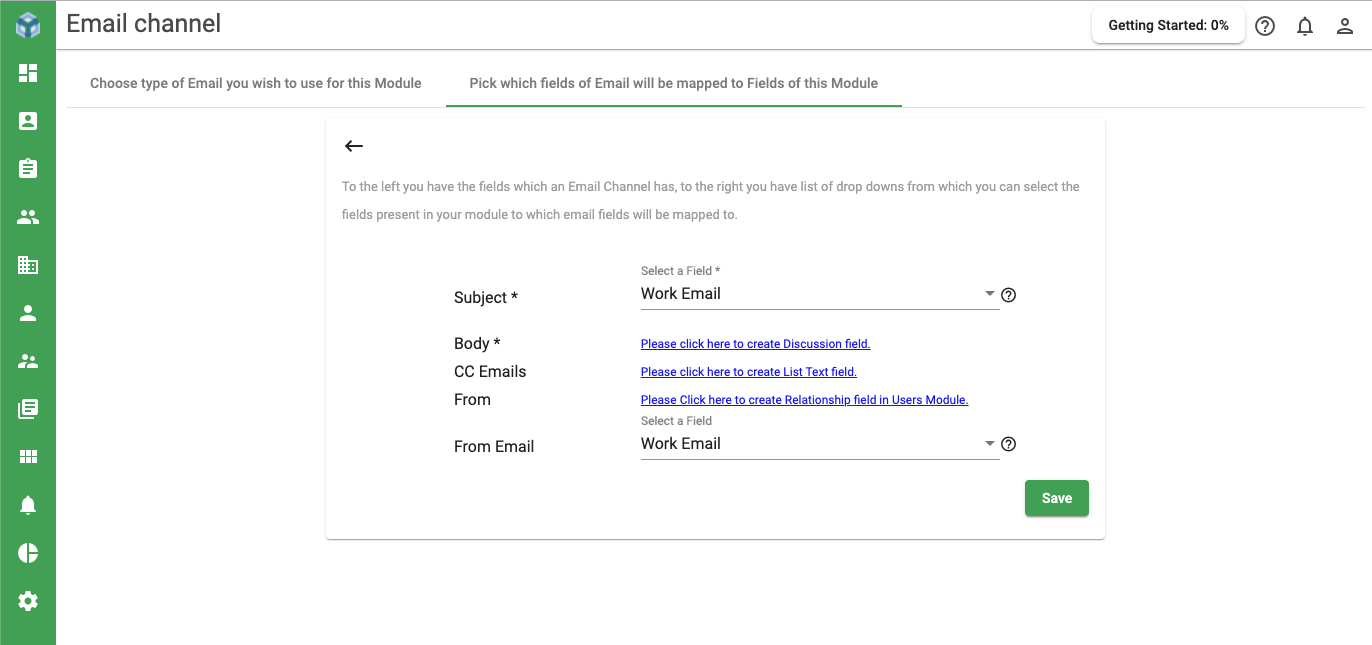 Email channel
Getting Started: 0%
Choose type of Email you wish to use for this Module
Pick which fields of Email will be mapped to Fields of this Module
To the left you have the fields which an Email Channel has, to the right you have list of drop downs from which you can select the
fields present in your module to which email fields will be mapped to.
Select a Field *
Subject *
Work Email
Body *
Please click here to create Discussion field.
CC Emails
Please click here to create List Text field.
From
Please Click here to create Relationship field in Users Module.
Select a Field
From Email
Work Email
Save